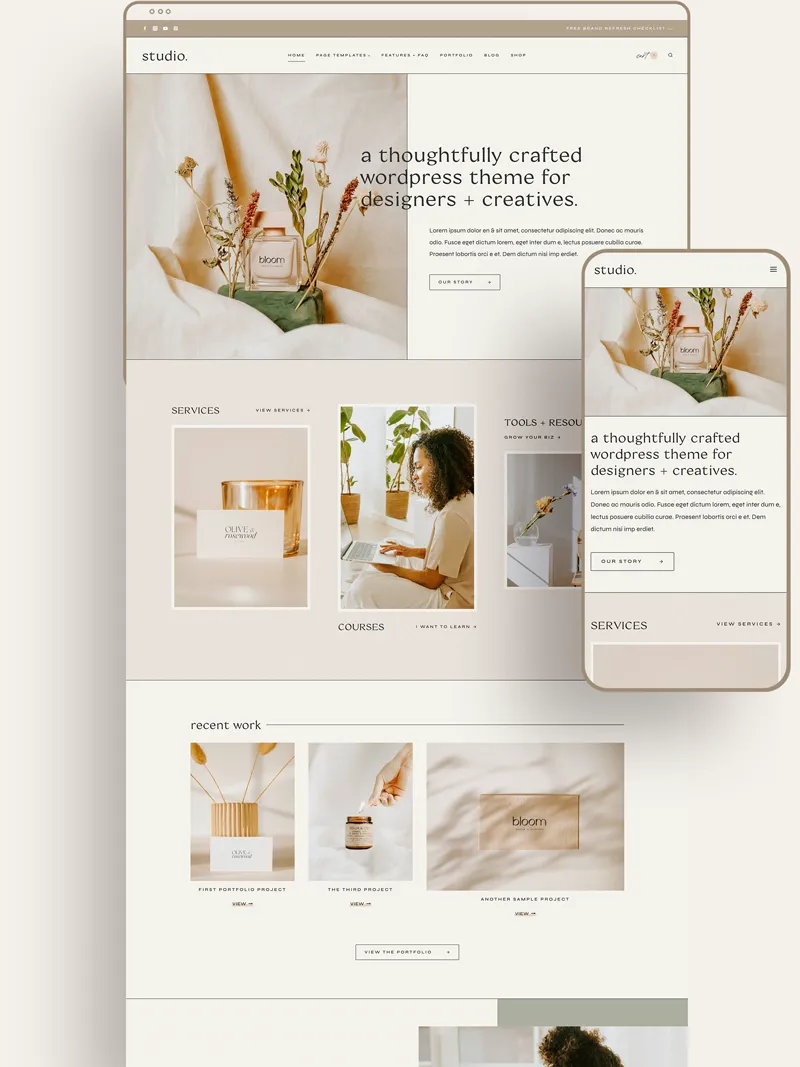 FREE BRAND REFRESH CHECKLIST →
studio.
HOME PAGE TEMPLATES FEATURES + FAQ PORTFOLIO BLOG SHOP
cart
a thoughtfully crafted
wordpress theme for
designers + creatives.
bloom
Lorem ipsum dolor en & sit amet, consectetur adipiscing elit. Donec ac mauris
odio. Fusce eget dictum lorem, eget inter dum e, lectus posuere cubilia curae.
Praesent lobortis orci e et. Dem dictum nisi imp erdiet.
OUR STORY →
SERVICES VIEW SERVICES →
OLIVE &
rosewood
COURSES I WANT TO LEARN →
TOOLS + RESOU
GROW YOUR BIZ →
studio.
bloom
a thoughtfully crafted
wordpress theme for
designers + creatives.
Lorem ipsum dolor en & sit amet, consectetur adipiscing elit.
Donec ac mauris odio. Fusce eget dictum lorem, eget inter dum e,
lectus posuere cubilia curae. Praesent lobortis orci e et. Dem
dictum nisi imp erdiet.
OUR STORY →
SERVICES VIEW SERVICES →
recent work
OLIVE &
rosewood
bloom
FIRST PORTFOLIO PROJECT
VIEW →
THE THIRD PROJECT
VIEW →
ANOTHER SAMPLE PROJECT
VIEW →
VIEW THE PORTFOLIO →